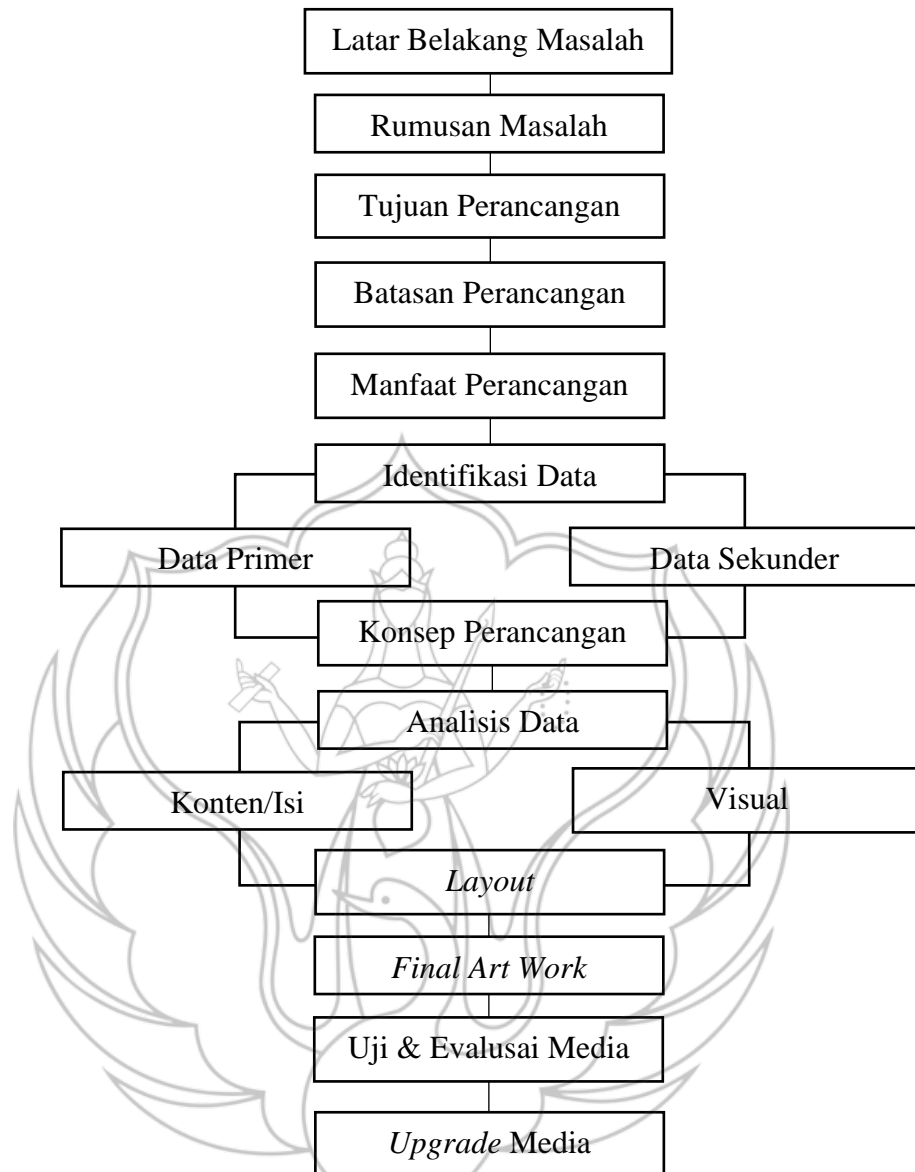 Latar Belakang Masalah
Rumusan Masalah
Tujuan Perancangan
Batasan Perancangan
Manfaat Perancangan
Identifikasi Data
Data Primer
Data Sekunder
Konsep Perancangan
Analisis Data
Konten/Isi
Visual
Layout
Final Art Work
Uji & Evalusai Media
Upgrade Media